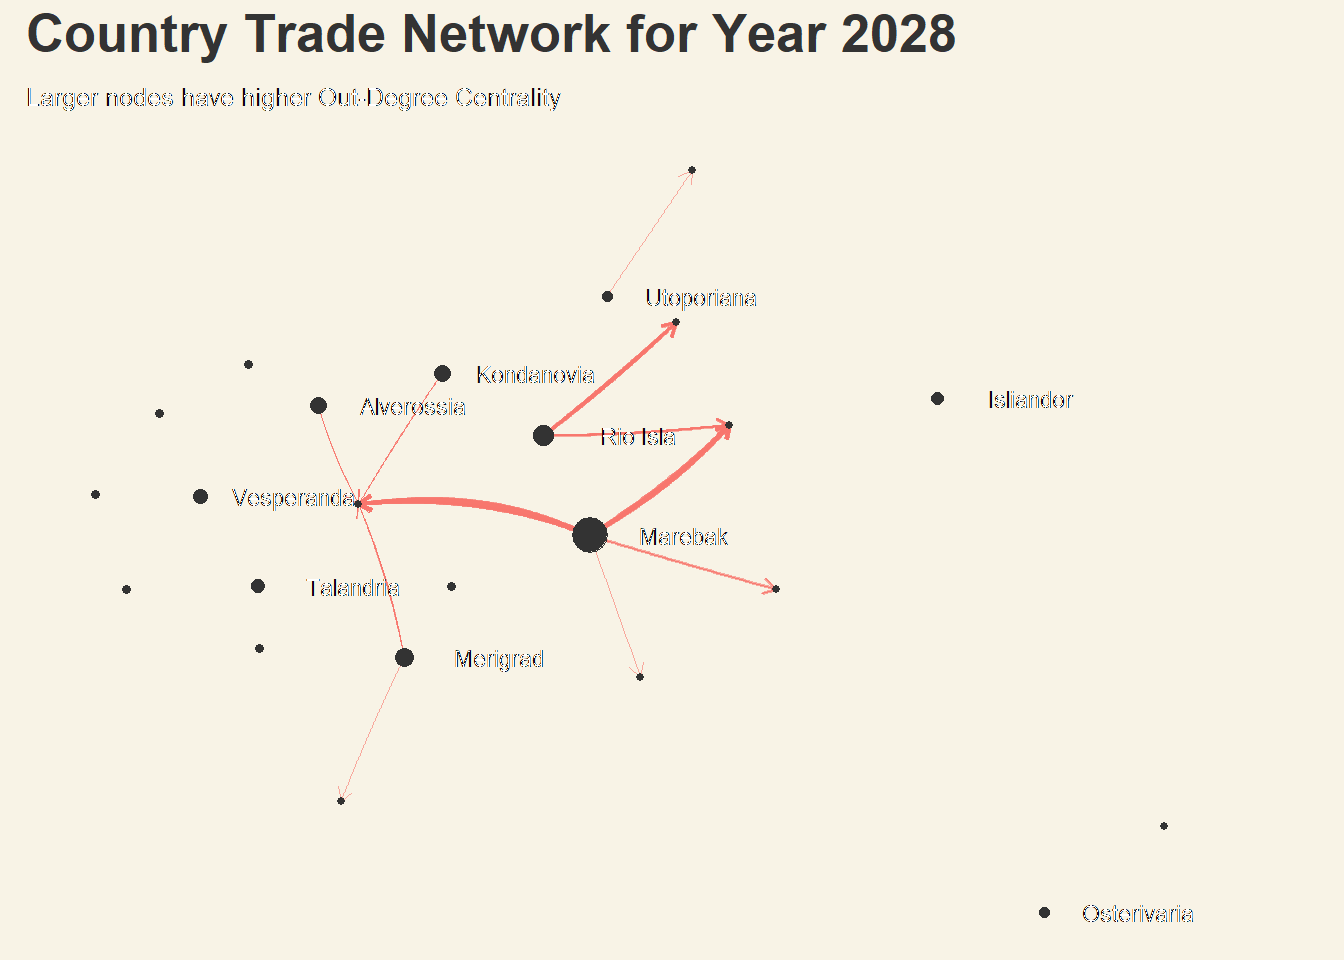 Country Trade Network for Year 2028
Larger nodes have higher Out-Degree Centrality
Utoporiana
Kondanovia
Isliandor
Alverossia
Rio Isla
Vesperanda
Marebak
Talandria
Merigrad
Osterivaria